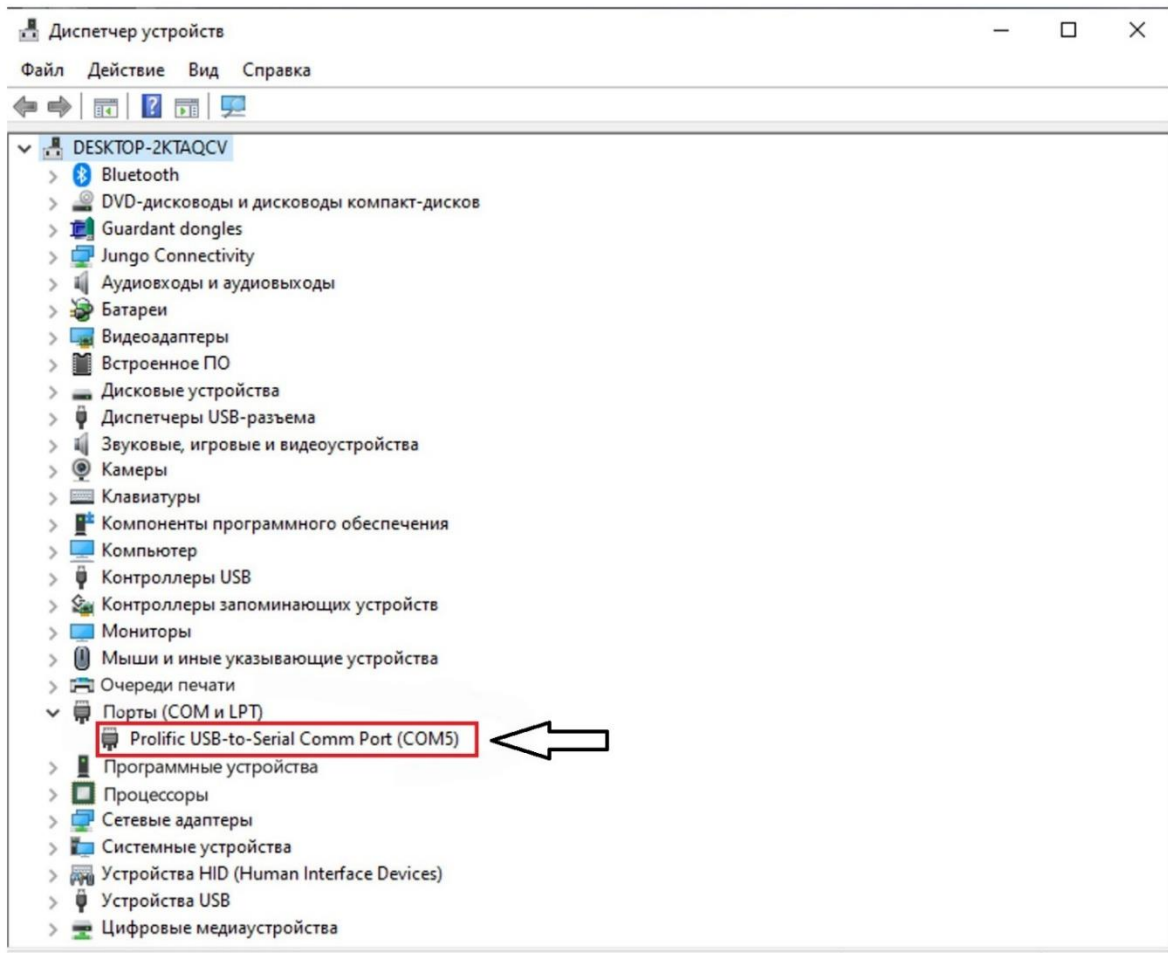 Диспетчер устройств
Файл Действие Вид Справка
DESKTOP-2KTAQCV
Bluetooth
DVD-дисководы и дисководы компакт-дисков
Guardant dongles
Jungo Connectivity
Аудиовходы и аудиовыходы
Батареи
Видеоадаптеры
Встроенное ПО
Дисковые устройства
Диспетчеры USB-разъема
Звуковые, игровые и видеоустройства
Камеры
Клавиатуры
Компоненты программного обеспечения
Компьютер
Контроллеры USB
Контроллеры запоминающих устройств
Мониторы
Мыши и иные указывающие устройства
Очереди печати
Порты (COM и LPT)
Prolific USB-to-Serial Comm Port (COM5)
Программные устройства
Процессоры
Сетевые адаптеры
Системные устройства
Устройства HID (Human Interface Devices)
Устройства USB
Цифровые медиаустройства